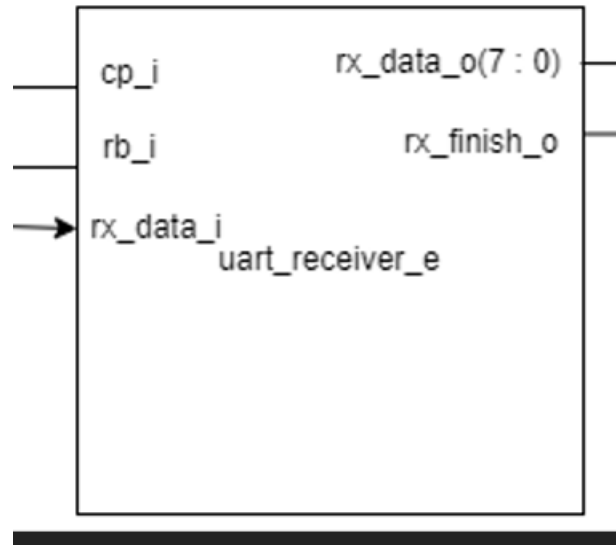 cp_i
rx_data_o(7 : 0)
rb_i
rx_finish_o
rx_data_i
uart_receiver_e